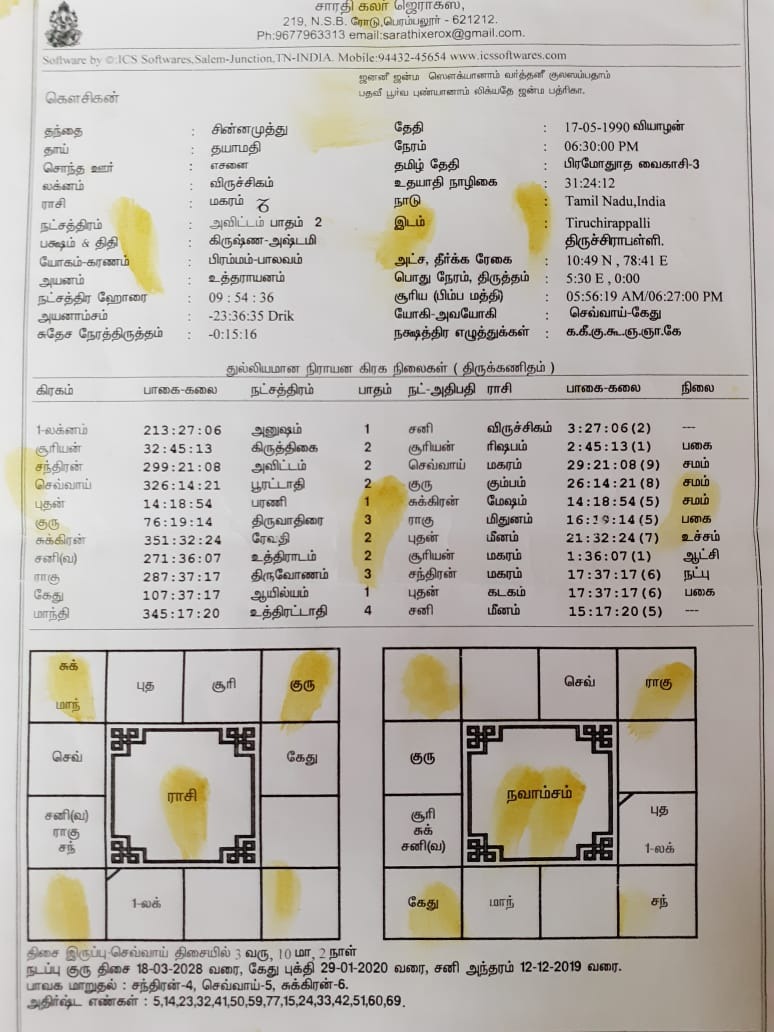 சாரதி கலர் ஜெராக்ஸ்,
219, N.S.B. ரோடு,பெரம்பலூர் - 621212.
Ph:9677963313 email:sarathixerox@gmail.com.
Software by ©:ICS Softwares,Salem-Junction,TN-INDIA. Mobile:94432-45654 www.icssoftwares.com
ஜனனீ ஜன்ம ஸௌக்யானாம் வர்த்தனீ குலஸம்பதாம்
பதவீ பூர்வ புண்யானாம் லிக்யதே ஜன்ம பத்ரிகா.
கௌசிகன்
தந்தை : சின்னமுத்து தேதி : 17-05-1990 வியாழன்
தாய் : தயாமதி நேரம் : 06:30:00 PM
சொந்த ஊர் : எசனை தமிழ் தேதி : பிரமோதூத வைகாசி-3
லக்னம் : விருச்சிகம் உதயாதி நாழிகை : 31:24:12
ராசி : மகரம் நாடு : Tamil Nadu,India
நட்சத்திரம் : அவிட்டம் பாதம் 2 இடம் : Tiruchirappalli
பக்ஷம் & திதி : கிருஷ்ண-அஷ்டமி திருச்சிராபள்ளி.
யோகம்-கரணம் : பிரம்மம்-பாலவம் அட்ச, தீர்க்க ரேகை : 10:49 N , 78:41 E
அயனம் : உத்தராயனம் பொது நேரம், திருத்தம் : 5:30 E , 0:00
நட்சத்திர ஹோரை : 09 : 54 : 36 சூரிய (பிம்ப மத்தி) : 05:56:19 AM/06:27:00 PM
அயனாம்சம் : -23:36:35 Drik யோகி-அவயோகி : செவ்வாய்-கேது
சுதேச நேரத்திருத்தம் : -0:15:16 நக்ஷத்திர எழுத்துக்கள் : க.கீ.கு.கூ.ஞ.ஞா.கே
துல்லியமான நிராயன கிரக நிலைகள் ( திருக்கணிதம் )
கிரகம் பாகை-கலை நட்சத்திரம் பாதம் நட்-அதிபதி ராசி பாகை-கலை நிலை
1-லக்னம் 213:27:06 அனுஷம் 1 சனி விருச்சிகம் 3:27:06(2) ---
சூரியன் 32:45:13 கிருத்திகை 2 சூரியன் ரிஷபம் 2:45:13(1) பகை
சந்திரன் 299:21:08 அவிட்டம் 2 செவ்வாய் மகரம் 29:21:08(9) சமம்
செவ்வாய் 326:14:21 பூரட்டாதி 2 குரு கும்பம் 26:14:21(8) சமம்
புதன் 14:18:54 பரணி 1 சுக்கிரன் மேஷம் 14:18:54(5) சமம்
குரு 76:19:14 திருவாதிரை 3 ராகு மிதுனம் 16:19:14(5) பகை
சுக்கிரன் 351:32:24 ரேவதி 2 புதன் மீனம் 21:32:24(7) உச்சம்
சனி(வ) 271:36:07 உத்திராடம் 2 சூரியன் மகரம் 1:36:07(1) ஆட்சி
ராகு 287:37:17 திருவோணம் 3 சந்திரன் மகரம் 17:37:17(6) நட்பு
கேது 107:37:17 ஆயில்யம் 1 புதன் கடகம் 17:37:17(6) பகை
மாந்தி 345:17:20 உத்திரட்டாதி 4 சனி மீனம் 15:17:20(5) ---
சுக் புத சூரி குரு
மாந்
செவ் கேது
ராசி
சனி(வ)
ராகு
சந்
1-லக்
செவ் ராகு
குரு
நவாம்சம்
சூரி புத
சுக்
சனி(வ) 1-லக்
கேது மாந் சந்
திசை இருப்பு-செவ்வாய் திசையில் 3 வரு, 10 மா, 2 நாள்
நடப்பு குரு திசை 18-03-2028 வரை, கேது புக்தி 29-01-2020 வரை, சனி அந்தரம் 12-12-2019 வரை.
பாவக மாறுதல் : சந்திரன்-4, செவ்வாய்-5, சுக்கிரன்-6.
அதிர்ஷ்ட எண்கள் : 5,14,23,32,41,50,59,77,15,24,33,42,51,60,69.